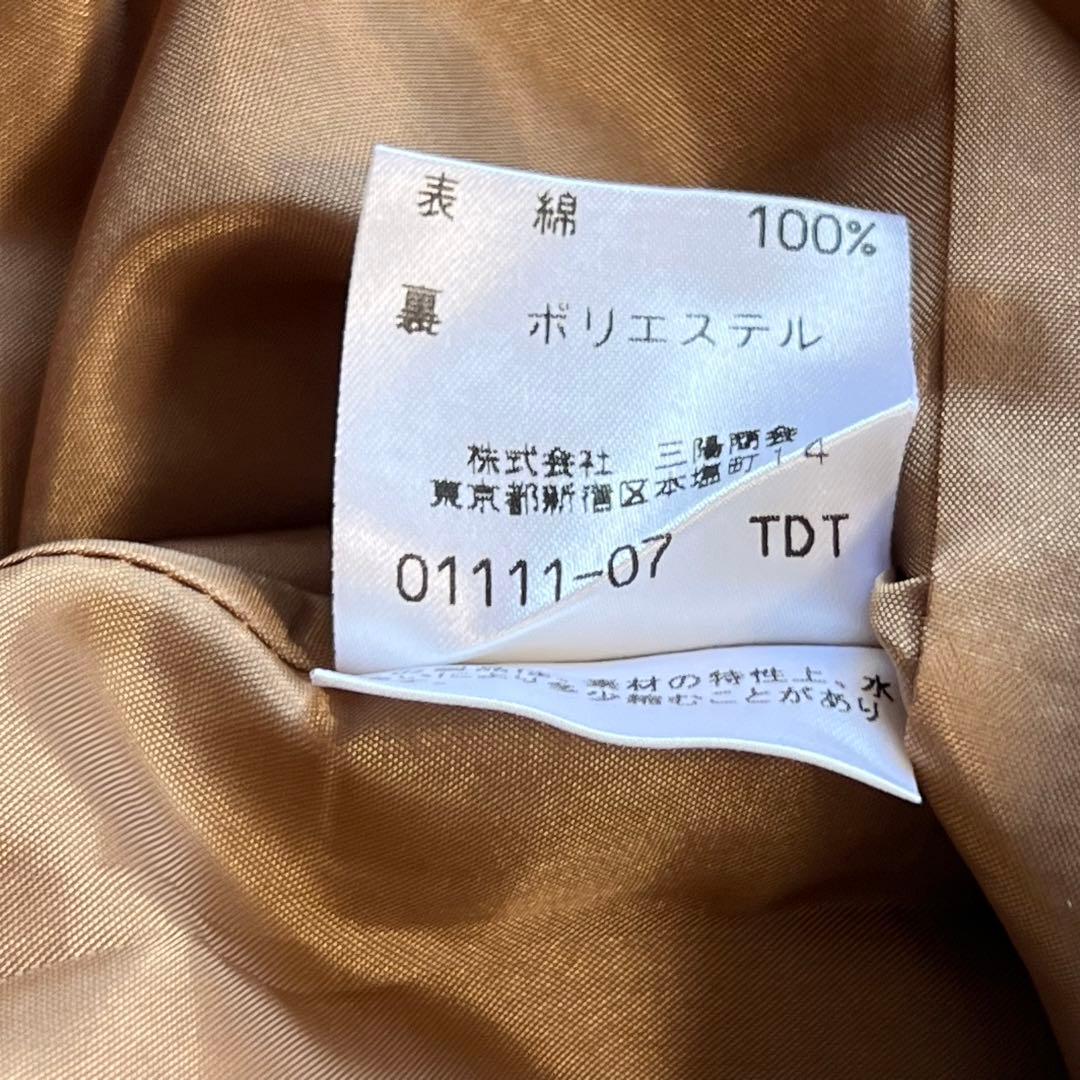 表 綿 100%
裏 ポリエステル
株式会社 三陽商会
東京都新宿区本塩町14
01111-07 TDT
素材の特性上、水
を少縮むことがあり